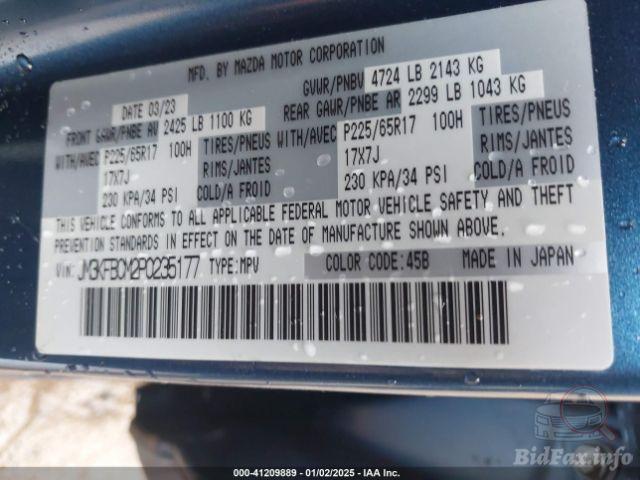 MFD. BY MAZDA MOTOR CORPORATION
DATE 03/23
GVWR/PNBV 4724 LB 2143 KG
FRONT GAWR/PNBE AV 2425 LB 1100 KG
REAR GAWR/PNBE AR 2299 LB 1043 KG
WITH/AVEC P225/65R17 100H TIRES/PNEUS
17X7J RIMS/JANTES
230 KPA/34 PSI COLD/A FROID
WITH/AVEC P225/65R17 100H TIRES/PNEUS
17X7J RIMS/JANTES
230 KPA/34 PSI COLD/A FROID
THIS VEHICLE CONFORMS TO ALL APPLICABLE FEDERAL MOTOR VEHICLE SAFETY AND THEFT
PREVENTION STANDARDS IN EFFECT ON THE DATE OF MANUFACTURE SHOWN ABOVE.
VIN: JM3KFBCM2P0235177 TYPE:MPV COLOR CODE:45B MADE IN JAPAN
000-41209889 - 01/02/2025 - IAA Inc.
BidFax.info